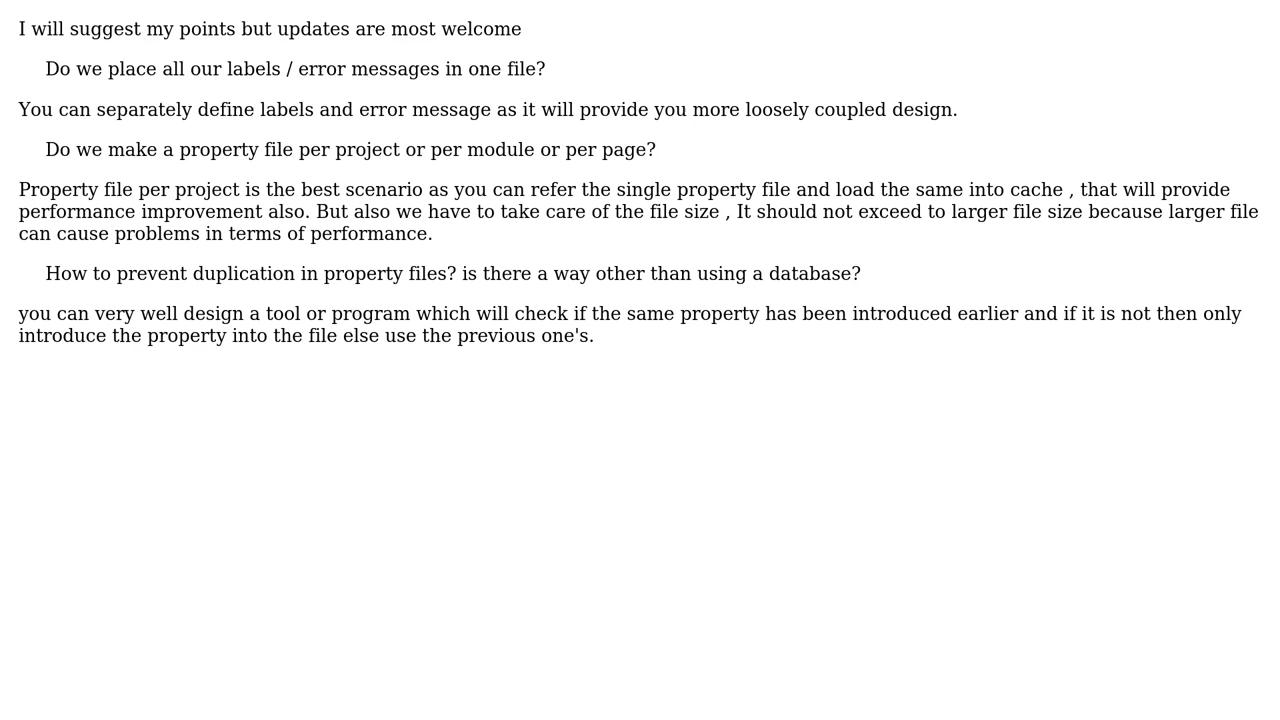 I will suggest my points but updates are most welcome
Do we place all our labels / error messages in one file?
You can separately define labels and error message as it will provide you more loosely coupled design.
Do we make a property file per project or per module or per page?
Property file per project is the best scenario as you can refer the single property file and load the same into cache , that will provide
performance improvement also. But also we have to take care of the file size , It should not exceed to larger file size because larger file
can cause problems in terms of performance.
How to prevent duplication in property files? is there a way other than using a database?
you can very well design a tool or program which will check if the same property has been introduced earlier and if it is not then only
introduce the property into the file else use the previous one's.